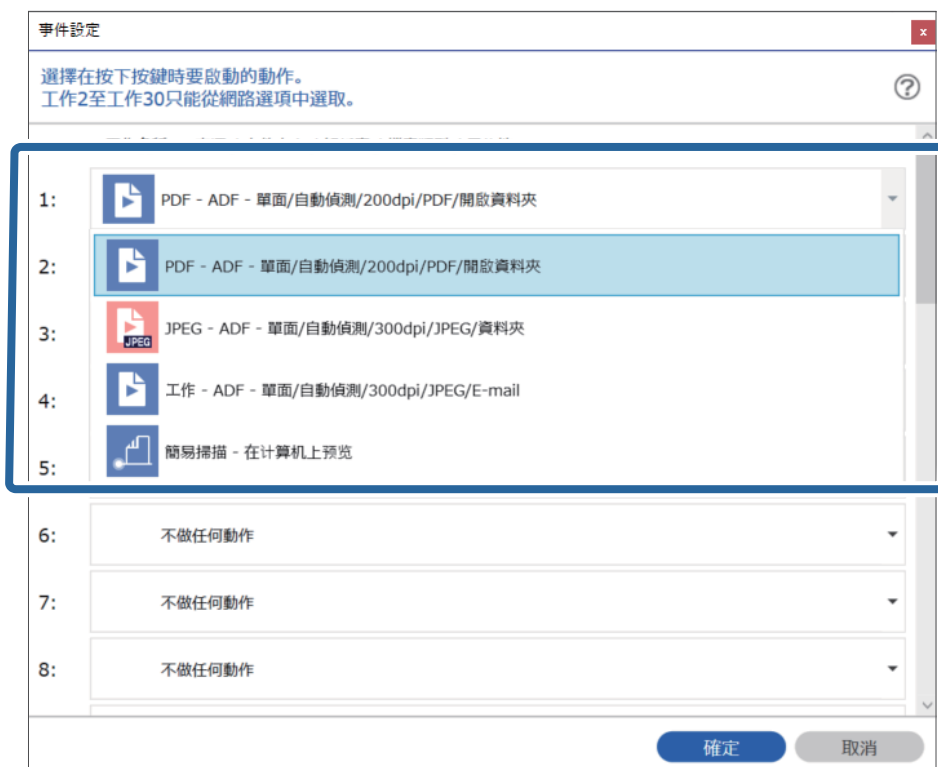 事件設定
x
選擇在按下按鍵時要啟動的動作。
工作2至工作30只能從網路選項中選取。
?
1:
PDF - ADF - 單面/自動偵測/200dpi/PDF/開啟資料夾
2:
PDF - ADF - 單面/自動偵測/200dpi/PDF/開啟資料夾
3:
JPEG
JPEG - ADF - 單面/自動偵測/300dpi/JPEG/資料夾
4:
工作 - ADF - 單面/自動偵測/300dpi/JPEG/E-mail
5:
簡易掃描 - 在计算机上预览
6:
不做任何動作
7:
不做任何動作
8:
不做任何動作
確定
取消